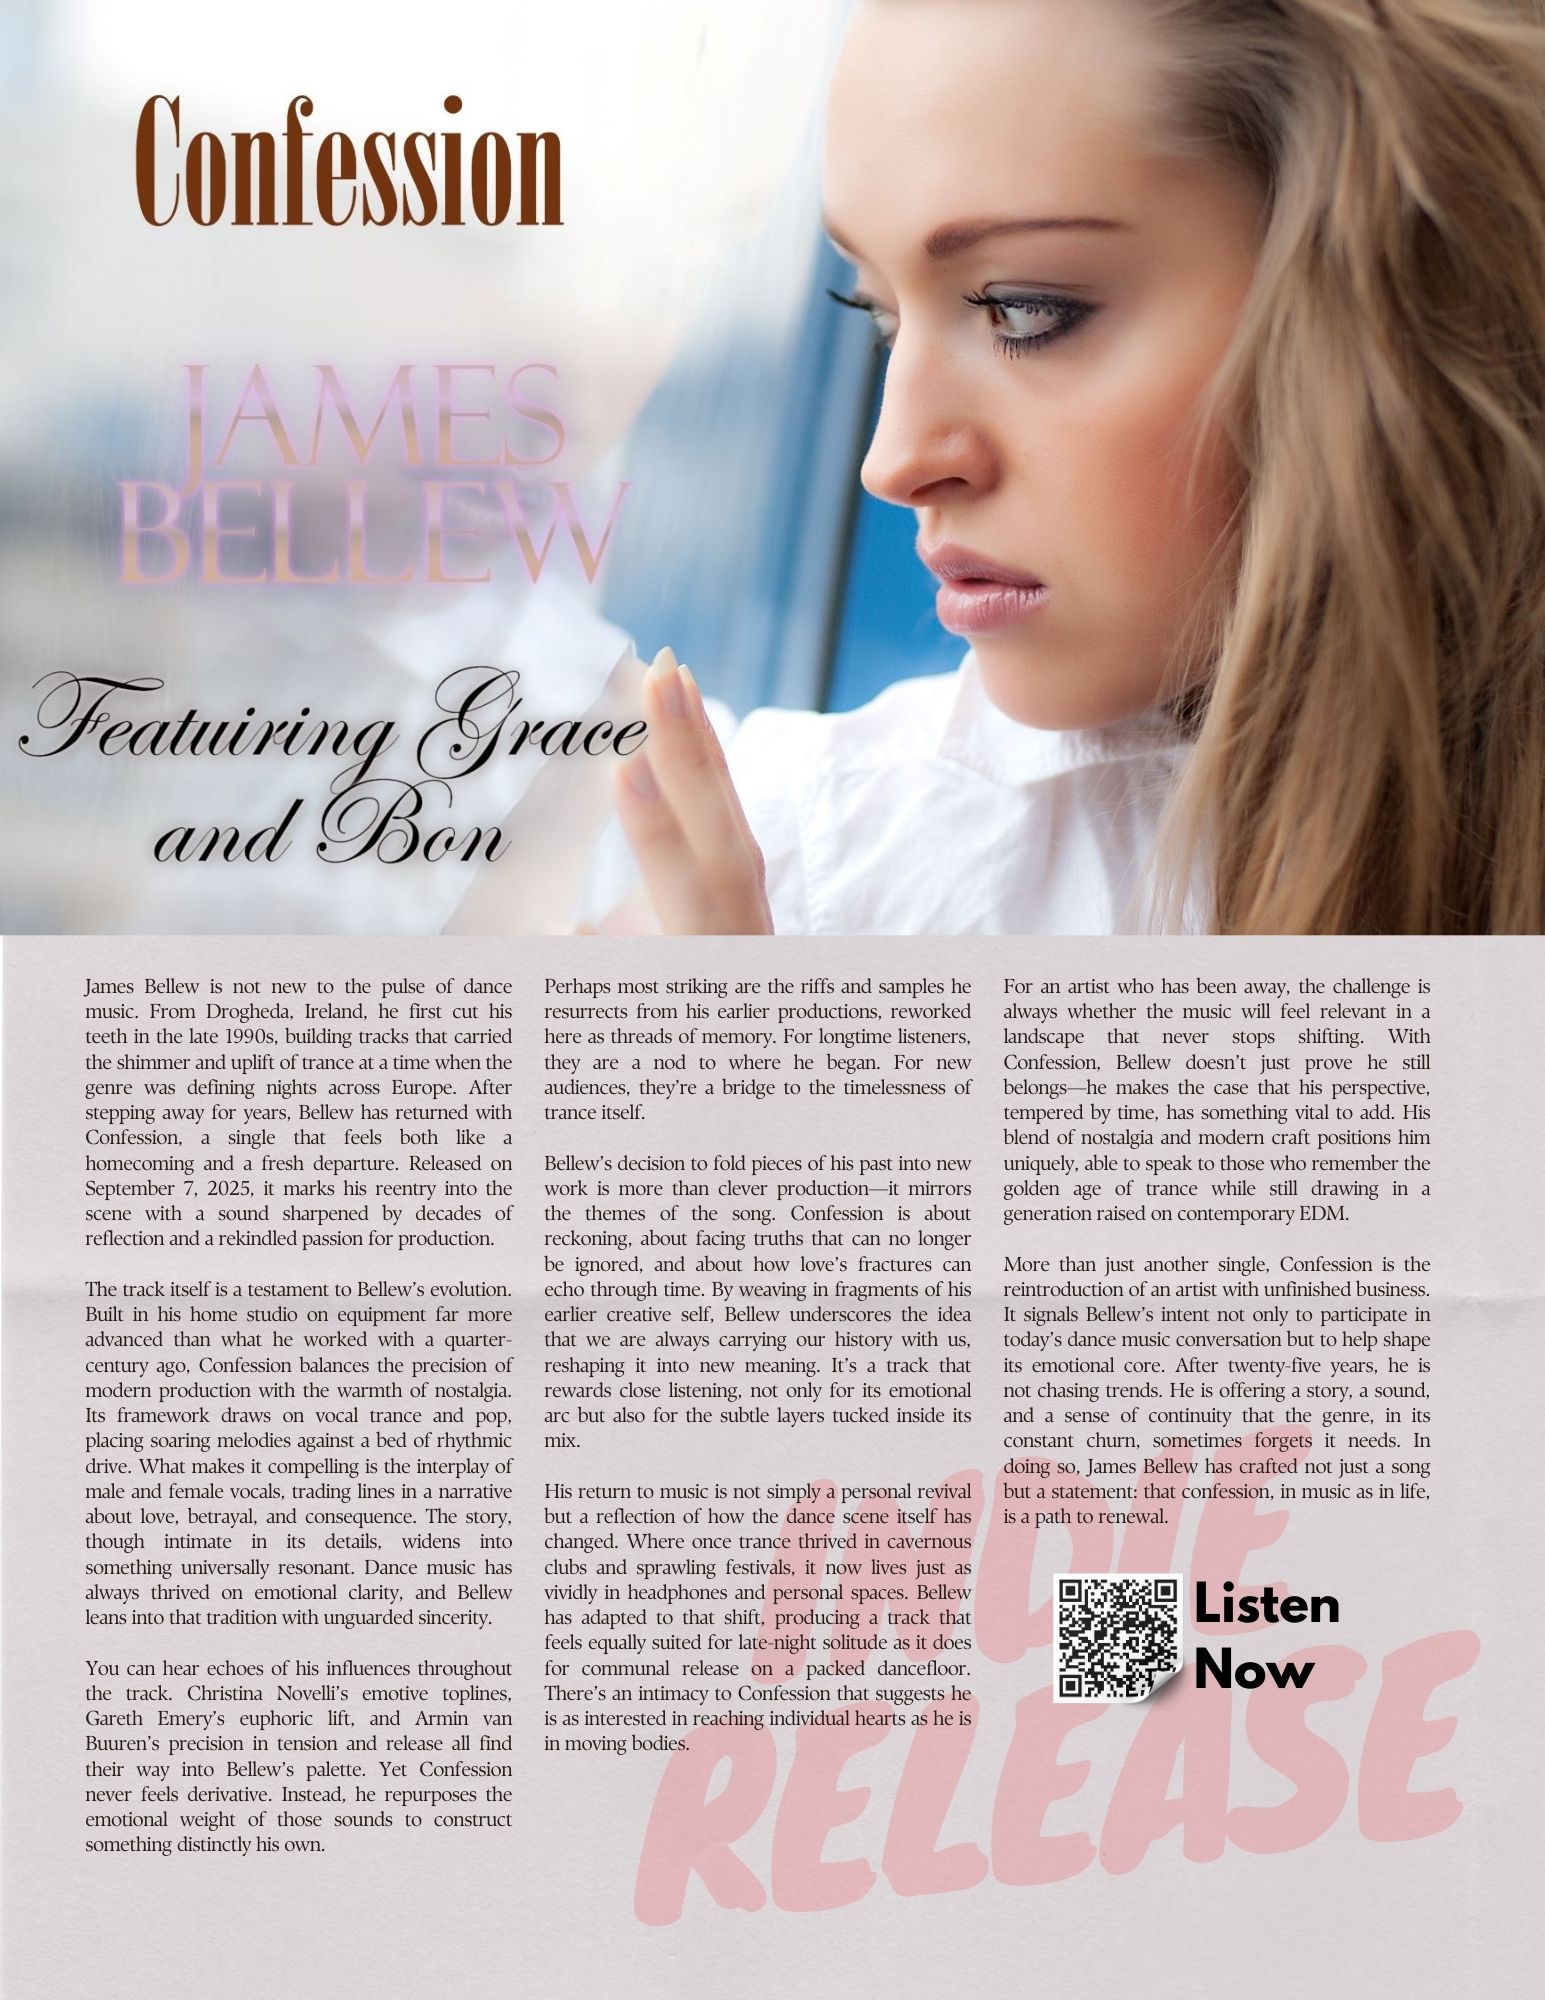 Confession
JAMES
BELLEW
Featuiring Grace
and Bon
James Bellew is not new to the pulse of dance
music. From Drogheda, Ireland, he first cut his
teeth in the late 1990s, building tracks that carried
the shimmer and uplift of trance at a time when the
genre was defining nights across Europe. After
stepping away for years, Bellew has returned with
Confession, a single that feels both like a
homecoming and a fresh departure. Released on
September 7, 2025, it marks his reentry into the
scene with a sound sharpened by decades of
reflection and a rekindled passion for production.
The track itself is a testament to Bellew’s evolution.
Built in his home studio on equipment far more
advanced than what he worked with a quarter-
century ago, Confession balances the precision of
modern production with the warmth of nostalgia.
Its framework draws on vocal trance and pop,
placing soaring melodies against a bed of rhythmic
drive. What makes it compelling is the interplay of
male and female vocals, trading lines in a narrative
about love, betrayal, and consequence. The story,
though intimate in its details, widens into
something universally resonant. Dance music has
always thrived on emotional clarity, and Bellew
leans into that tradition with unguarded sincerity.
You can hear echoes of his influences throughout
the track. Christina Novelli’s emotive toplines,
Gareth Emery’s euphoric lift, and Armin van
Buuren’s precision in tension and release all find
their way into Bellew’s palette. Yet Confession
never feels derivative. Instead, he repurposes the
emotional weight of those sounds to construct
something distinctly his own.
Perhaps most striking are the riffs and samples he
resurrects from his earlier productions, reworked
here as threads of memory. For longtime listeners,
they are a nod to where he began. For new
audiences, they’re a bridge to the timelessness of
trance itself.
Bellew’s decision to fold pieces of his past into new
work is more than clever production—it mirrors
the themes of the song. Confession is about
reckoning, about facing truths that can no longer
be ignored, and about how love’s fractures can
echo through time. By weaving in fragments of his
earlier creative self, Bellew underscores the idea
that we are always carrying our history with us,
reshaping it into new meaning. It’s a track that
rewards close listening, not only for its emotional
arc but also for the subtle layers tucked inside its
mix.
His return to music is not simply a personal revival
but a reflection of how the dance scene itself has
changed. Where once trance thrived in cavernous
clubs and sprawling festivals, it now lives just as
vividly in headphones and personal spaces. Bellew
has adapted to that shift, producing a track that
feels equally suited for late-night solitude as it does
for communal release on a packed dancefloor.
There’s an intimacy to Confession that suggests he
is as interested in reaching individual hearts as he is
in moving bodies.
For an artist who has been away, the challenge is
always whether the music will feel relevant in a
landscape that never stops shifting. With
Confession, Bellew doesn’t just prove he still
belongs—he makes the case that his perspective,
tempered by time, has something vital to add. His
blend of nostalgia and modern craft positions him
uniquely, able to speak to those who remember the
golden age of trance while still drawing in a
generation raised on contemporary EDM.
More than just another single, Confession is the
reintroduction of an artist with unfinished business.
It signals Bellew’s intent not only to participate in
today’s dance music conversation but to help shape
its emotional core. After twenty-five years, he is
not chasing trends. He is offering a story, a sound,
and a sense of continuity that the genre, in its
constant churn, sometimes forgets it needs. In
doing so, James Bellew has crafted not just a song
but a statement: that confession, in music as in life,
is a path to renewal.
Listen
Now
INDIE
RELEASE